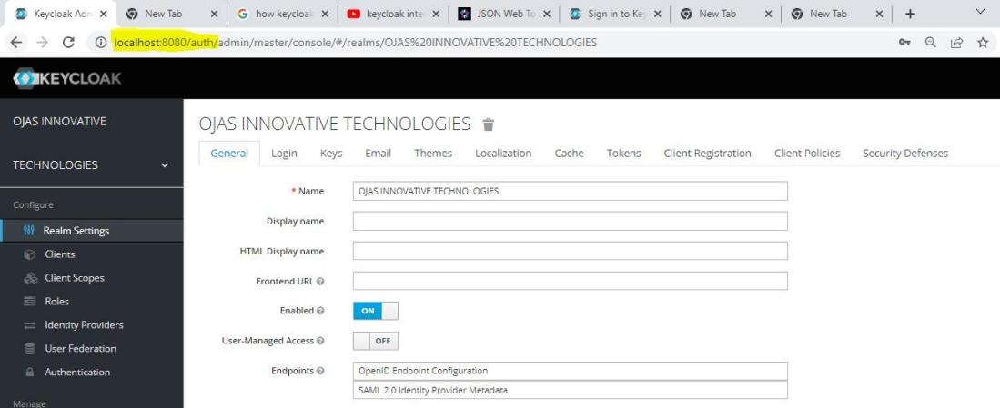 Keycloak Adm
New Tab
how keycloak
keycloak inte
JSON Web To
Sign in to Key
New Tab
New Tab
localhost:8080/auth/admin/master/console/#/realms/OJAS%20INNOVATIVE%20TECHNOLOGIES
KEYCLOAK
OJAS INNOVATIVE
TECHNOLOGIES
Configure
Realm Settings
Clients
Client Scopes
Roles
Identity Providers
User Federation
Authentication
Manage
OJAS INNOVATIVE TECHNOLOGIES
General Login Keys Email Themes Localization Cache Tokens Client Registration Client Policies Security Defenses
* Name OJAS INNOVATIVE TECHNOLOGIES
Display name
HTML Display name
Frontend URL
Enabled ON
User-Managed Access OFF
Endpoints OpenID Endpoint Configuration
SAML 2.0 Identity Provider Metadata